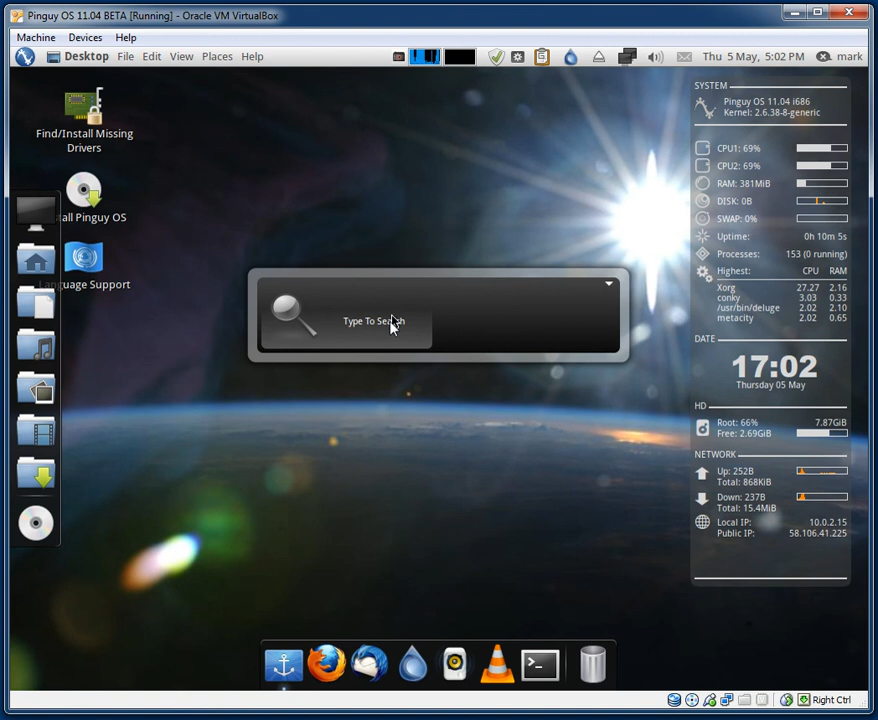 Pinguy OS 11.04 BETA [Running] - Oracle VM VirtualBox
Machine Devices Help
Desktop File Edit View Places Help Thu 5 May, 5:02 PM mark
Find/Install Missing
Drivers
tall Pinguy OS
nguage Support
Type To Search
SYSTEM
Pinguy OS 11.04 i686
Kernel: 2.6.38-8-generic
CPU1: 69%
CPU2: 69%
RAM: 381MiB
DISK: 0B
SWAP: 0%
Uptime: 0h 10m 5s
Processes: 153 (0 running)
Highest: CPU RAM
Xorg 27.27 2.16
conky 3.03 0.33
/usr/bin/deluge 2.02 2.10
metacity 2.02 0.65
DATE
17:02
Thursday 05 May
HD
Root: 66% 7.87GiB
Free: 2.69GiB
NETWORK
Up: 252B
Total: 868KiB
Down: 237B
Total: 15.4MiB
Local IP: 10.0.2.15
Public IP: 58.106.41.225
Right Ctrl